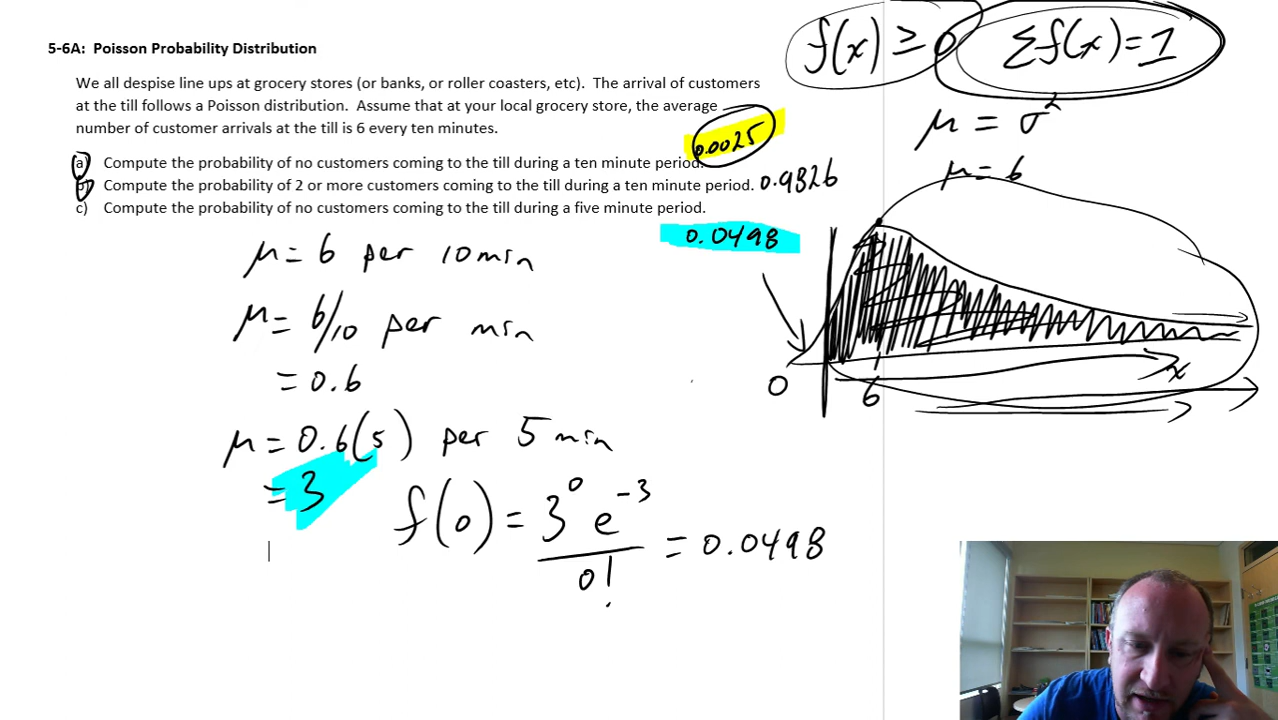 5-6A: Poisson Probability Distribution
We all despise line ups at grocery stores (or banks, or roller coasters, etc). The arrival of customers
at the till follows a Poisson distribution. Assume that at your local grocery store, the average
number of customer arrivals at the till is 6 every ten minutes.
a) Compute the probability of no customers coming to the till during a ten minute period. 0.0025
b) Compute the probability of 2 or more customers coming to the till during a ten minute period. 0.9826
c) Compute the probability of no customers coming to the till during a five minute period.
0.0498
μ = 6 per 10 min
μ = 6/10 per min
= 0.6
μ = 0.6(5) per 5 min
= 3
f(0) = 3⁰ e⁻³
0!
= 0.0498
f(x) ≥ 0
Σf(x) = 1
μ = σ²
μ = 6
0
6
x